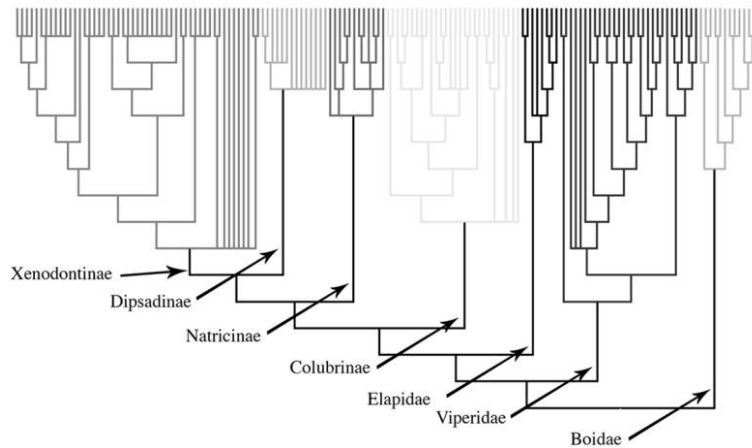 Xenodontinae
Dipsadinae
Natricinae
Colubrinae
Elapidae
Viperidae
Boidae